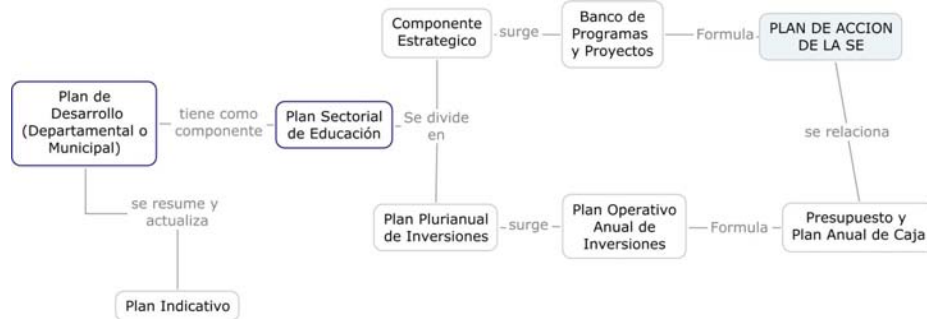 Componente
Estrategico
surge
Banco de
Programas
y Proyectos
Formula
PLAN DE ACCION
DE LA SE
Plan de
Desarrollo
(Departamental o
Municipal)
tiene como
componente
Plan Sectorial
de Educación
Se divide
en
se relaciona
se resume y
actualiza
Plan Plurianual
de Inversiones
surge
Plan Operativo
Anual de
Inversiones
Formula
Presupuesto y
Plan Anual de Caja
Plan Indicativo